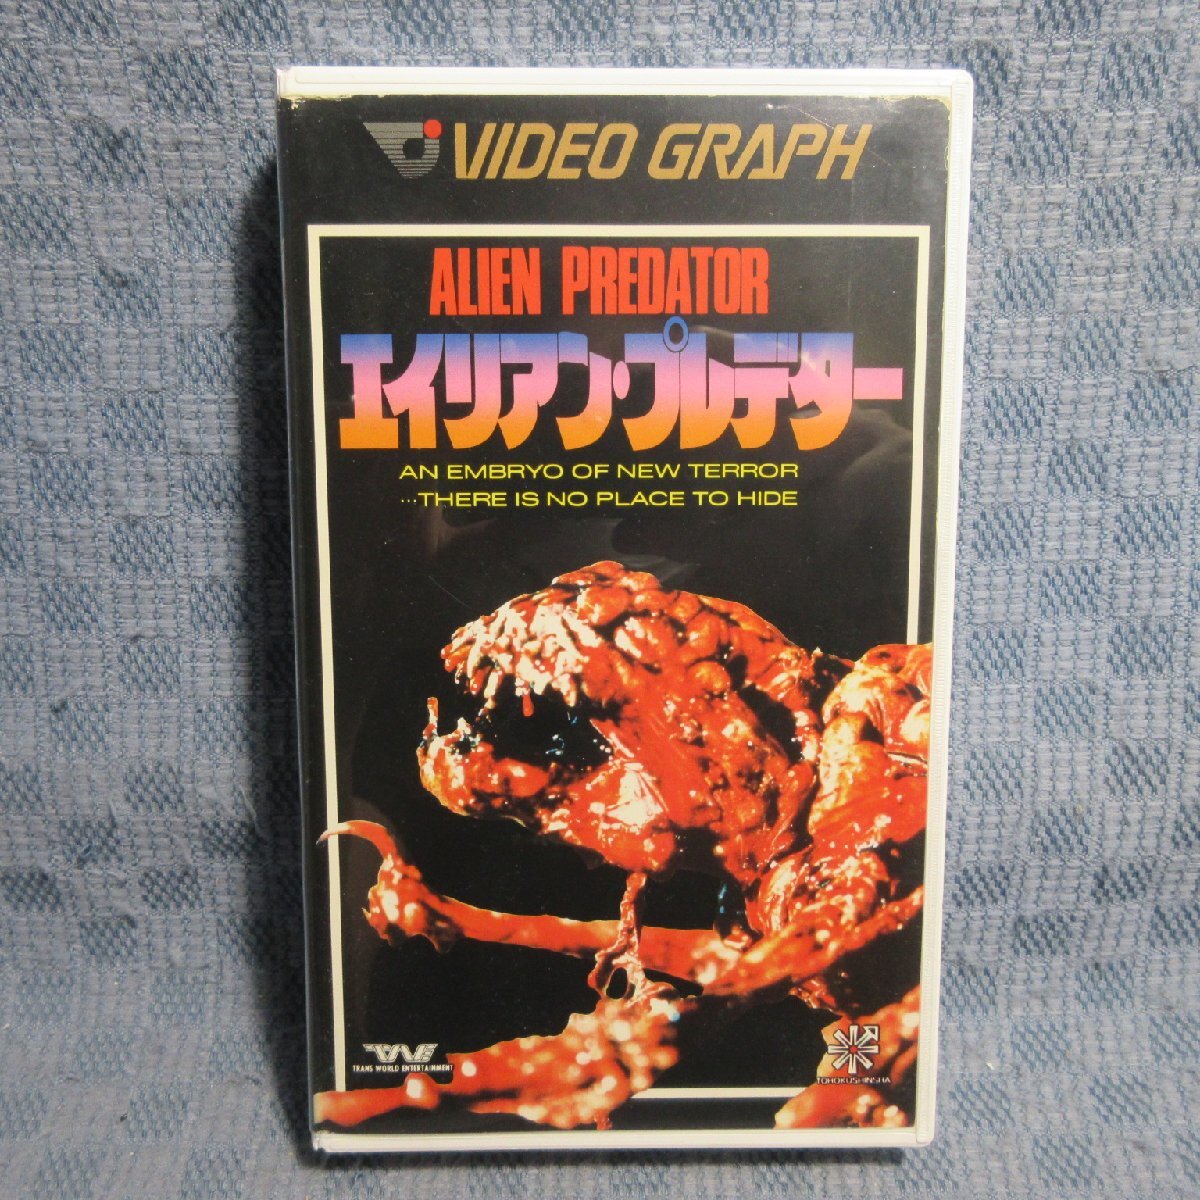 VIDEO GRAPH
ALIEN PREDATOR
エイリアン・プレデター
AN EMBRYO OF NEW TERROR
…THERE IS NO PLACE TO HIDE
TWE
TRANS WORLD ENTERTAINMENT
TOHOKUSHINSHA